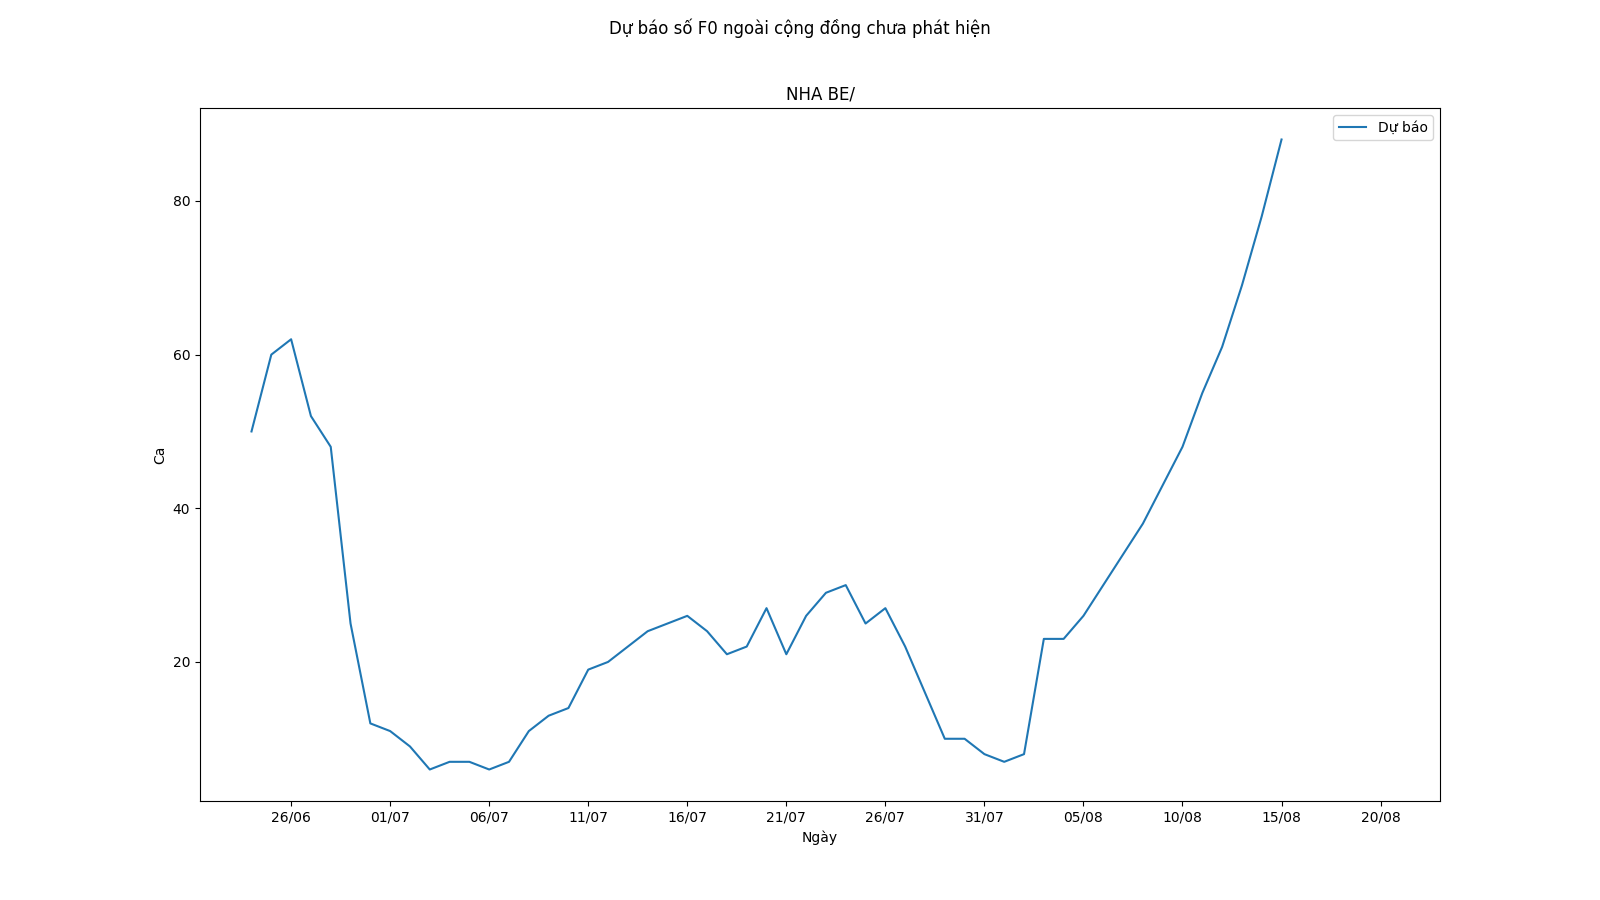 Dự báo số F0 ngoài cộng đồng chưa phát hiện
NHA BE/
Dự báo
80
60
40
20
Ca
26/06 01/07 06/07 11/07 16/07 21/07 26/07 31/07 05/08 10/08 15/08 20/08
Ngày